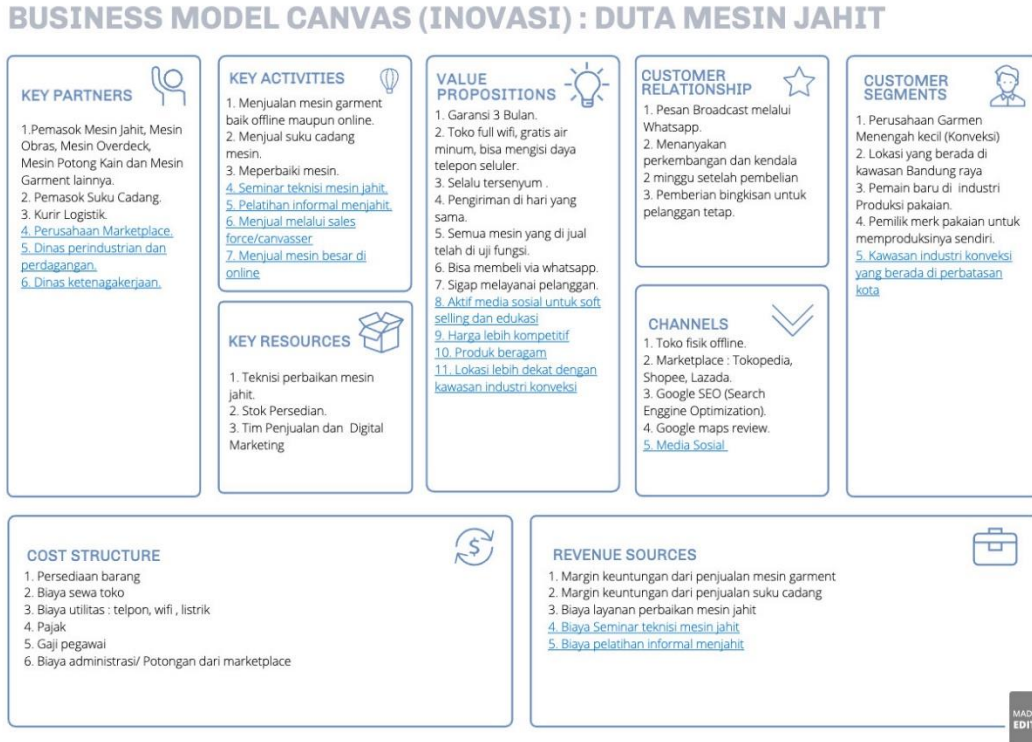 BUSINESS MODEL CANVAS (INOVASI) : DUTA MESIN JAHIT
KEY PARTNERS
1.Pemasok Mesin Jahit, Mesin
Obras, Mesin Overdeck,
Mesin Potong Kain dan Mesin
Garment lainnya.
2. Pemasok Suku Cadang.
3. Kurir Logistik.
4. Perusahaan Marketplace.
5. Dinas perindustrian dan
perdagangan.
6. Dinas ketenagakerjaan.
KEY ACTIVITIES
1. Menjualan mesin garment
baik offline maupun online.
2. Menjual suku cadang
mesin.
3. Meperbaiki mesin.
4. Seminar teknisi mesin jahit.
5. Pelatihan informal menjahit.
6. Menjual melalui sales
force/canvasser
7. Menjual mesin besar di
online
KEY RESOURCES
1. Teknisi perbaikan mesin
jahit.
2. Stok Persedian.
3. Tim Penjualan dan Digital
Marketing
VALUE
PROPOSITIONS
1. Garansi 3 Bulan.
2. Toko full wifi, gratis air
minum, bisa mengisi daya
telepon seluler.
3. Selalu tersenyum .
4. Pengiriman di hari yang
sama.
5. Semua mesin yang di jual
telah di uji fungsi.
6. Bisa membeli via whatsapp.
7. Sigap melayanai pelanggan.
8. Aktif media sosial untuk soft
selling dan edukasi
9. Harga lebih kompetitif
10. Produk beragam
11. Lokasi lebih dekat dengan
kawasan industri konveksi
CUSTOMER
RELATIONSHIP
1. Pesan Broadcast melalui
Whatsapp.
2. Menanyakan
perkembangan dan kendala
2 minggu setelah pembelian
3. Pemberian bingkisan untuk
pelanggan tetap.
CHANNELS
1. Toko fisik offline.
2. Marketplace : Tokopedia,
Shopee, Lazada.
3. Google SEO (Search
Enggine Optimization).
4. Google maps review.
5. Media Sosial
CUSTOMER
SEGMENTS
1. Perusahaan Garmen
Menengah kecil (Konveksi)
2. Lokasi yang berada di
kawasan Bandung raya
3. Pemain baru di industri
Produksi pakaian.
4. Pemilik merk pakaian untuk
memproduksinya sendiri.
5. Kawasan industri konveksi
yang berada di perbatasan
kota
COST STRUCTURE
1. Persediaan barang
2. Biaya sewa toko
3. Biaya utilitas : telpon, wifi , listrik
4. Pajak
5. Gaji pegawai
6. Biaya administrasi/ Potongan dari marketplace
REVENUE SOURCES
1. Margin keuntungan dari penjualan mesin garment
2. Margin keuntungan dari penjualan suku cadang
3. Biaya layanan perbaikan mesin jahit
4. Biaya Seminar teknisi mesin jahit
5. Biaya pelatihan informal menjahit